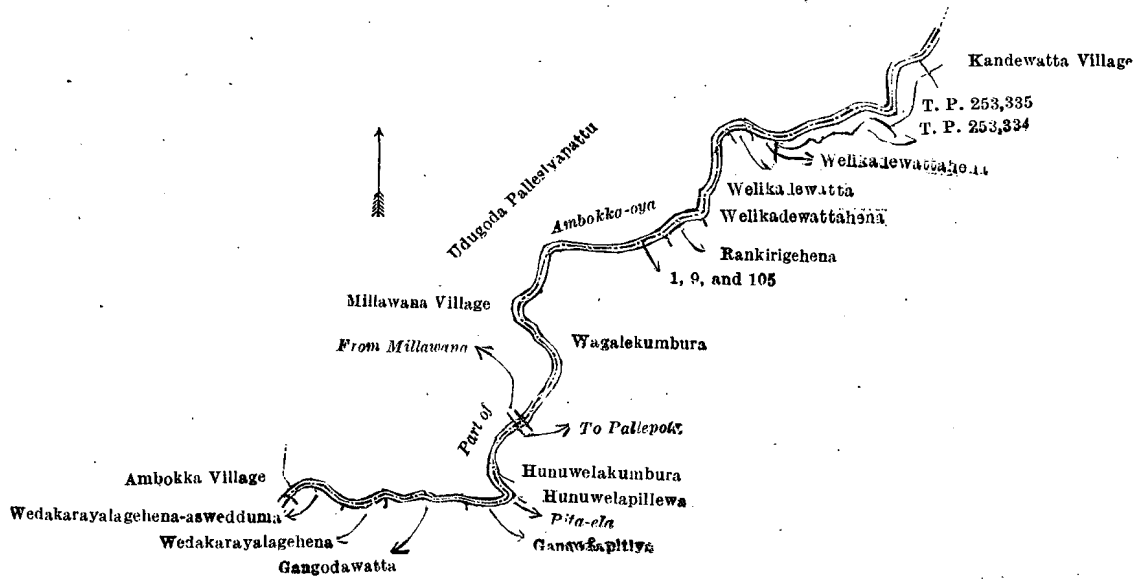 Kandewatta Village
T. P. 253,335
T. P. 253,334
Welikadewattahena
Welikadewatta
Udugoda Pallesiyapattu
Ambokka-oya
Welikadewattahena
Rankirigehena
1, 9, and 105
Millawana Village
Wagalekumbura
From Millawana
Part of
To Pallepola
Hunuwelakumbura
Ambokka Village
Hunuwelapillewa
Wedakarayalagehena-aswedduma
Pita-ela
Wedakarayalagehena
Gangodawatta